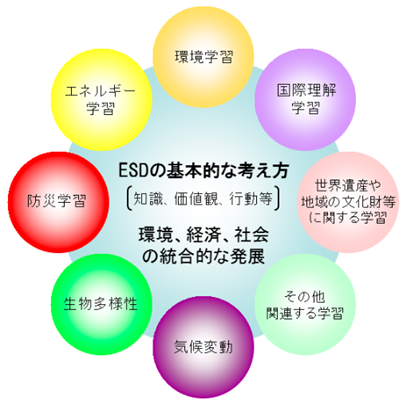 環境学習
エネルギー
学習
国際理解
学習
ESDの基本的な考え方
(知識、価値観、行動等)
環境、経済、社会
の統合的な発展
防災学習
世界遺産や
地域の文化財等
に関する学習
生物多様性
その他
関連する学習
気候変動